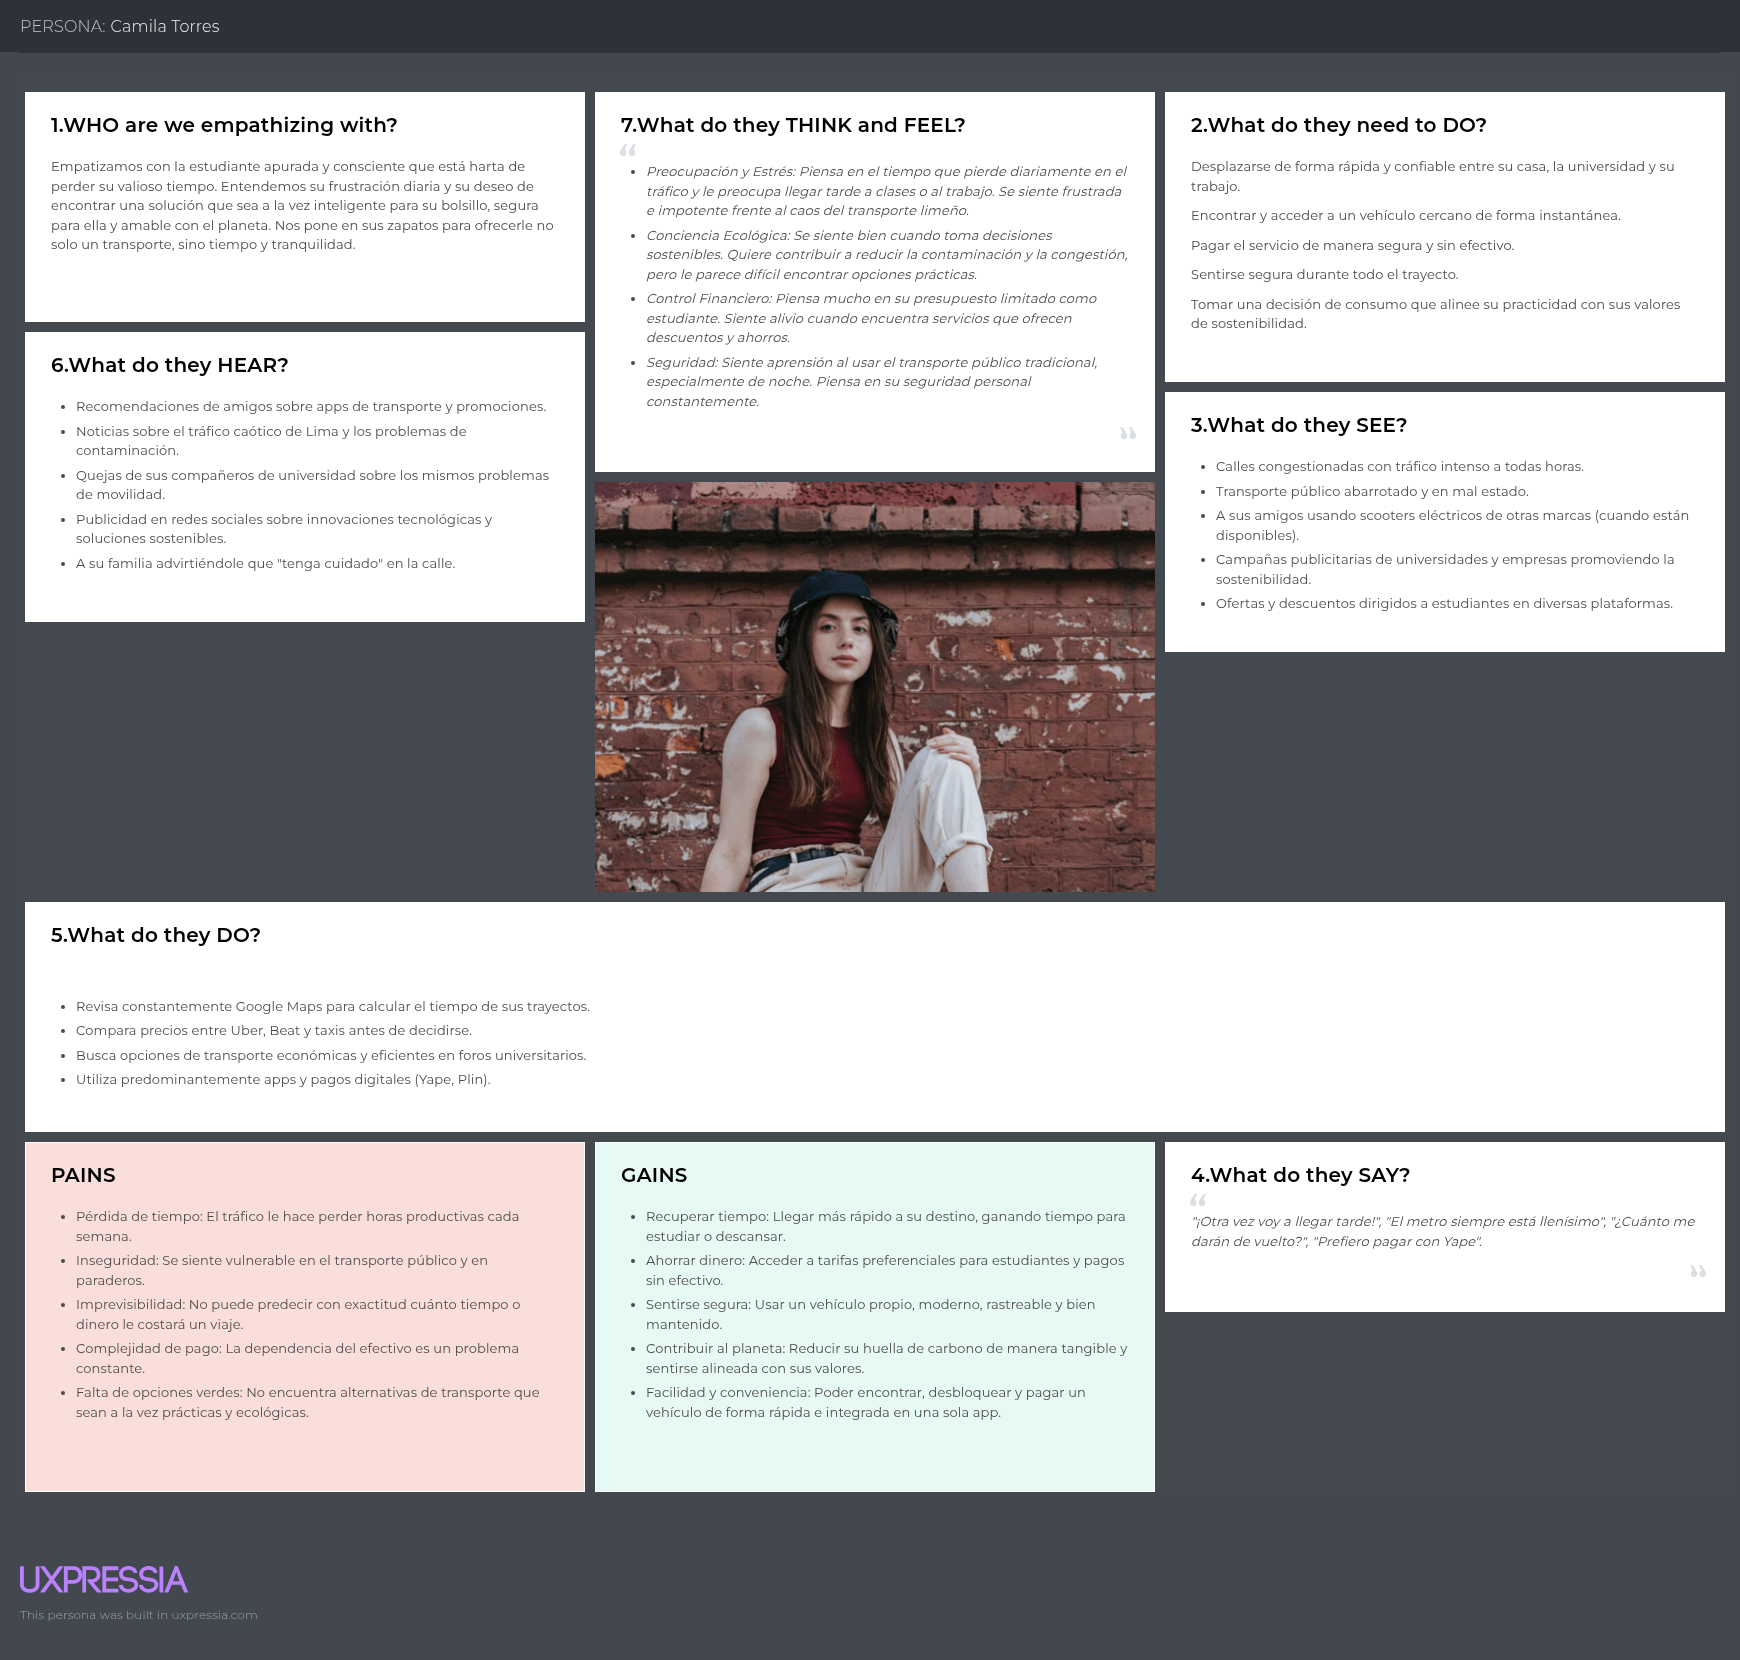 PERSONA: Camila Torres
1.WHO are we empathizing with?
Empatizamos con la estudiante apurada y consciente que está harta de
perder su valioso tiempo. Entendemos su frustración diaria y su deseo de
encontrar una solución que sea a la vez inteligente para su bolsillo, segura
para ella y amable con el planeta. Nos pone en sus zapatos para ofrecerle no
solo un transporte, sino tiempo y tranquilidad.
6.What do they HEAR?
• Recomendaciones de amigos sobre apps de transporte y promociones.
• Noticias sobre el tráfico caótico de Lima y los problemas de
contaminación.
• Quejas de sus compañeros de universidad sobre los mismos problemas
de movilidad.
• Publicidad en redes sociales sobre innovaciones tecnológicas y
soluciones sostenibles.
• A su familia advirtiéndole que "tenga cuidado" en la calle.
7.What do they THINK and FEEL?
“
• Preocupación y Estrés: Piensa en el tiempo que pierde diariamente en el
tráfico y le preocupa llegar tarde a clases o al trabajo. Se siente frustrada
e impotente frente al caos del transporte limeño.
• Conciencia Ecológica: Se siente bien cuando toma decisiones
sostenibles. Quiere contribuir a reducir la contaminación y la congestión,
pero le parece difícil encontrar opciones prácticas.
• Control Financiero: Piensa mucho en su presupuesto limitado como
estudiante. Siente alivio cuando encuentra servicios que ofrecen
descuentos y ahorros.
• Seguridad: Siente aprensión al usar el transporte público tradicional,
especialmente de noche. Piensa en su seguridad personal
constantemente.
”
2.What do they need to DO?
Desplazarse de forma rápida y confiable entre su casa, la universidad y su
trabajo.
Encontrar y acceder a un vehículo cercano de forma instantánea.
Pagar el servicio de manera segura y sin efectivo.
Sentirse segura durante todo el trayecto.
Tomar una decisión de consumo que alinee su practicidad con sus valores
de sostenibilidad.
3.What do they SEE?
• Calles congestionadas con tráfico intenso a todas horas.
• Transporte público abarrotado y en mal estado.
• A sus amigos usando scooters eléctricos de otras marcas (cuando están
disponibles).
• Campañas publicitarias de universidades y empresas promoviendo la
sostenibilidad.
• Ofertas y descuentos dirigidos a estudiantes en diversas plataformas.
5.What do they DO?
• Revisa constantemente Google Maps para calcular el tiempo de sus trayectos.
• Compara precios entre Uber, Beat y taxis antes de decidirse.
• Busca opciones de transporte económicas y eficientes en foros universitarios.
• Utiliza predominantemente apps y pagos digitales (Yape, Plin).
PAINS
• Pérdida de tiempo: El tráfico le hace perder horas productivas cada
semana.
• Inseguridad: Se siente vulnerable en el transporte público y en
paraderos.
• Imprevisibilidad: No puede predecir con exactitud cuánto tiempo o
dinero le costará un viaje.
• Complejidad de pago: La dependencia del efectivo es un problema
constante.
• Falta de opciones verdes: No encuentra alternativas de transporte que
sean a la vez prácticas y ecológicas.
GAINS
• Recuperar tiempo: Llegar más rápido a su destino, ganando tiempo para
estudiar o descansar.
• Ahorrar dinero: Acceder a tarifas preferenciales para estudiantes y pagos
sin efectivo.
• Sentirse segura: Usar un vehículo propio, moderno, rastreable y bien
mantenido.
• Contribuir al planeta: Reducir su huella de carbono de manera tangible y
sentirse alineada con sus valores.
• Facilidad y conveniencia: Poder encontrar, desbloquear y pagar un
vehículo de forma rápida e integrada en una sola app.
4.What do they SAY?
“
"¡Otra vez voy a llegar tarde!", "El metro siempre está llenísimo", "¿Cuánto me
darán de vuelto?", "Prefiero pagar con Yape".
”
UXPRESSIA
This persona was built in uxpressia.com